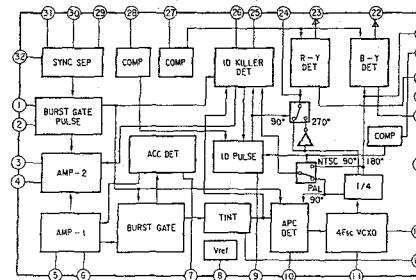 31 30 29 28 27 26 25 24 23 22
32
SYNC SEP
COMP
COMP
ID KILLER
DET
R-Y
DET
B-Y
DET
1
2
BURST GATE
PULSE
90°
270°
COMP
3
4
AMP-2
ACC DET
ID PULSE
NTSC 90°
180°
PAL
90°
1/4
AMP-1
BURST GATE
TINT
APC
DET
4Fsc VCXO
Vref
5 6 7 8 9 10 11